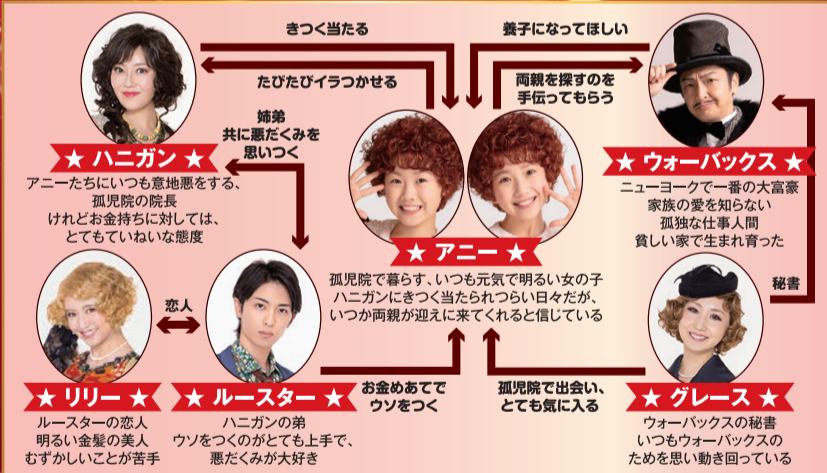 きつく当たる
たびたびイラつかせる
養子になってほしい
両親を探すのを
手伝ってもらう
姉弟
共に悪だくみを
思いつく
★ ハニガン ★
アニーたちにいつも意地悪をする、
孤児院の院長
けれどお金持ちに対しては、
とてもていねいな態度
★ ウォーバックス ★
ニューヨークで一番の大富豪
家族の愛を知らない
孤独な仕事人間
貧しい家で生まれ育った
★ アニー ★
孤児院で暮らす、いつも元気で明るい女の子
ハニガンにきつく当たられつらい日々だが、
いつか両親が迎えに来てくれると信じている
恋人
秘書
お金めあてで
ウソをつく
孤児院で出会い、
とても気に入る
★ リリー ★
ルースターの恋人
明るい金髪の美人
むずかしいことが苦手
★ ルースター ★
ハニガンの弟
ウソをつくのがとても上手で、
悪だくみが大好き
★ グレース ★
ウォーバックスの秘書
いつもウォーバックスの
ためを思い動き回っている